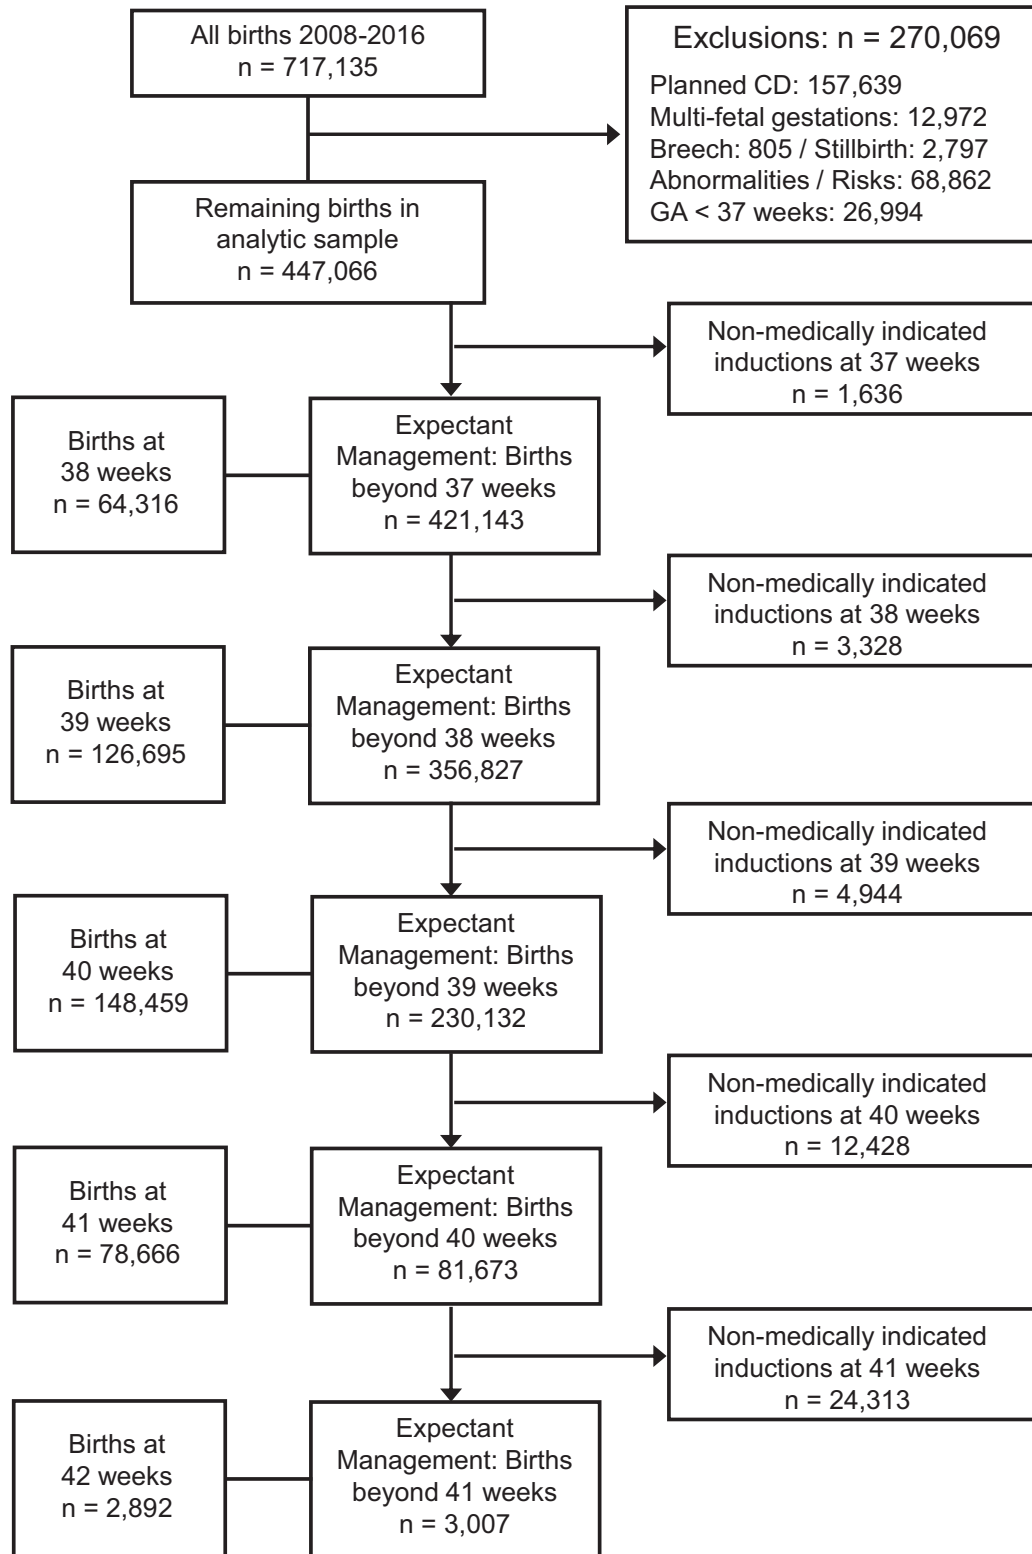 All births 2008-2016
n = 717,135
Exclusions: n = 270,069
Planned CD: 157,639
Multi-fetal gestations: 12,972
Breech: 805 / Stillbirth: 2,797
Abnormalities / Risks: 68,862
GA < 37 weeks: 26,994
Remaining births in
analytic sample
n = 447,066
Non-medically indicated
inductions at 37 weeks
n = 1,636
Births at
38 weeks
n = 64,316
Expectant
Management: Births
beyond 37 weeks
n = 421,143
Non-medically indicated
inductions at 38 weeks
n = 3,328
Births at
39 weeks
n = 126,695
Expectant
Management: Births
beyond 38 weeks
n = 356,827
Non-medically indicated
inductions at 39 weeks
n = 4,944
Births at
40 weeks
n = 148,459
Expectant
Management: Births
beyond 39 weeks
n = 230,132
Non-medically indicated
inductions at 40 weeks
n = 12,428
Births at
41 weeks
n = 78,666
Expectant
Management: Births
beyond 40 weeks
n = 81,673
Non-medically indicated
inductions at 41 weeks
n = 24,313
Births at
42 weeks
n = 2,892
Expectant
Management: Births
beyond 41 weeks
n = 3,007